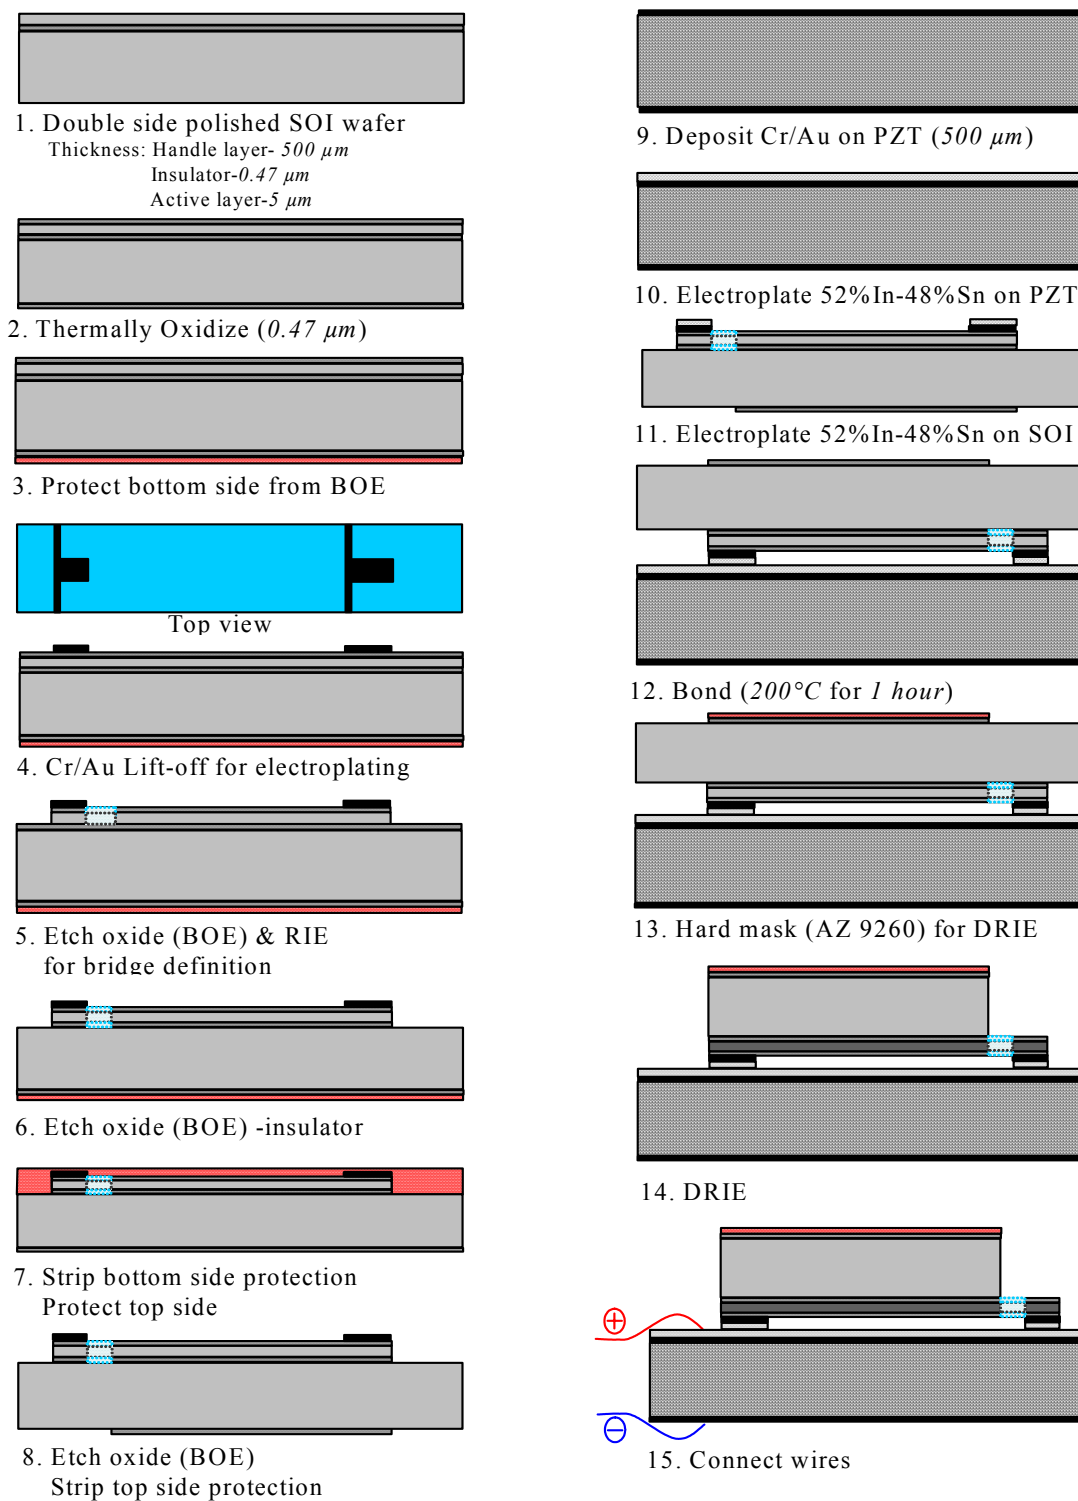 1. Double side polished SOI wafer
Thickness: Handle layer- 500 µm
Insulator-0.47 µm
Active layer-5 µm
2. Thermally Oxidize (0.47 µm)
3. Protect bottom side from BOE
Top view
4. Cr/Au Lift-off for electroplating
5. Etch oxide (BOE) & RIE
for bridge definition
6. Etch oxide (BOE) -insulator
7. Strip bottom side protection
Protect top side
8. Etch oxide (BOE)
Strip top side protection
9. Deposit Cr/Au on PZT (500 µm)
10. Electroplate 52%In-48%Sn on PZT
11. Electroplate 52%In-48%Sn on SOI
12. Bond (200°C for 1 hour)
13. Hard mask (AZ 9260) for DRIE
14. DRIE
+
−
15. Connect wires